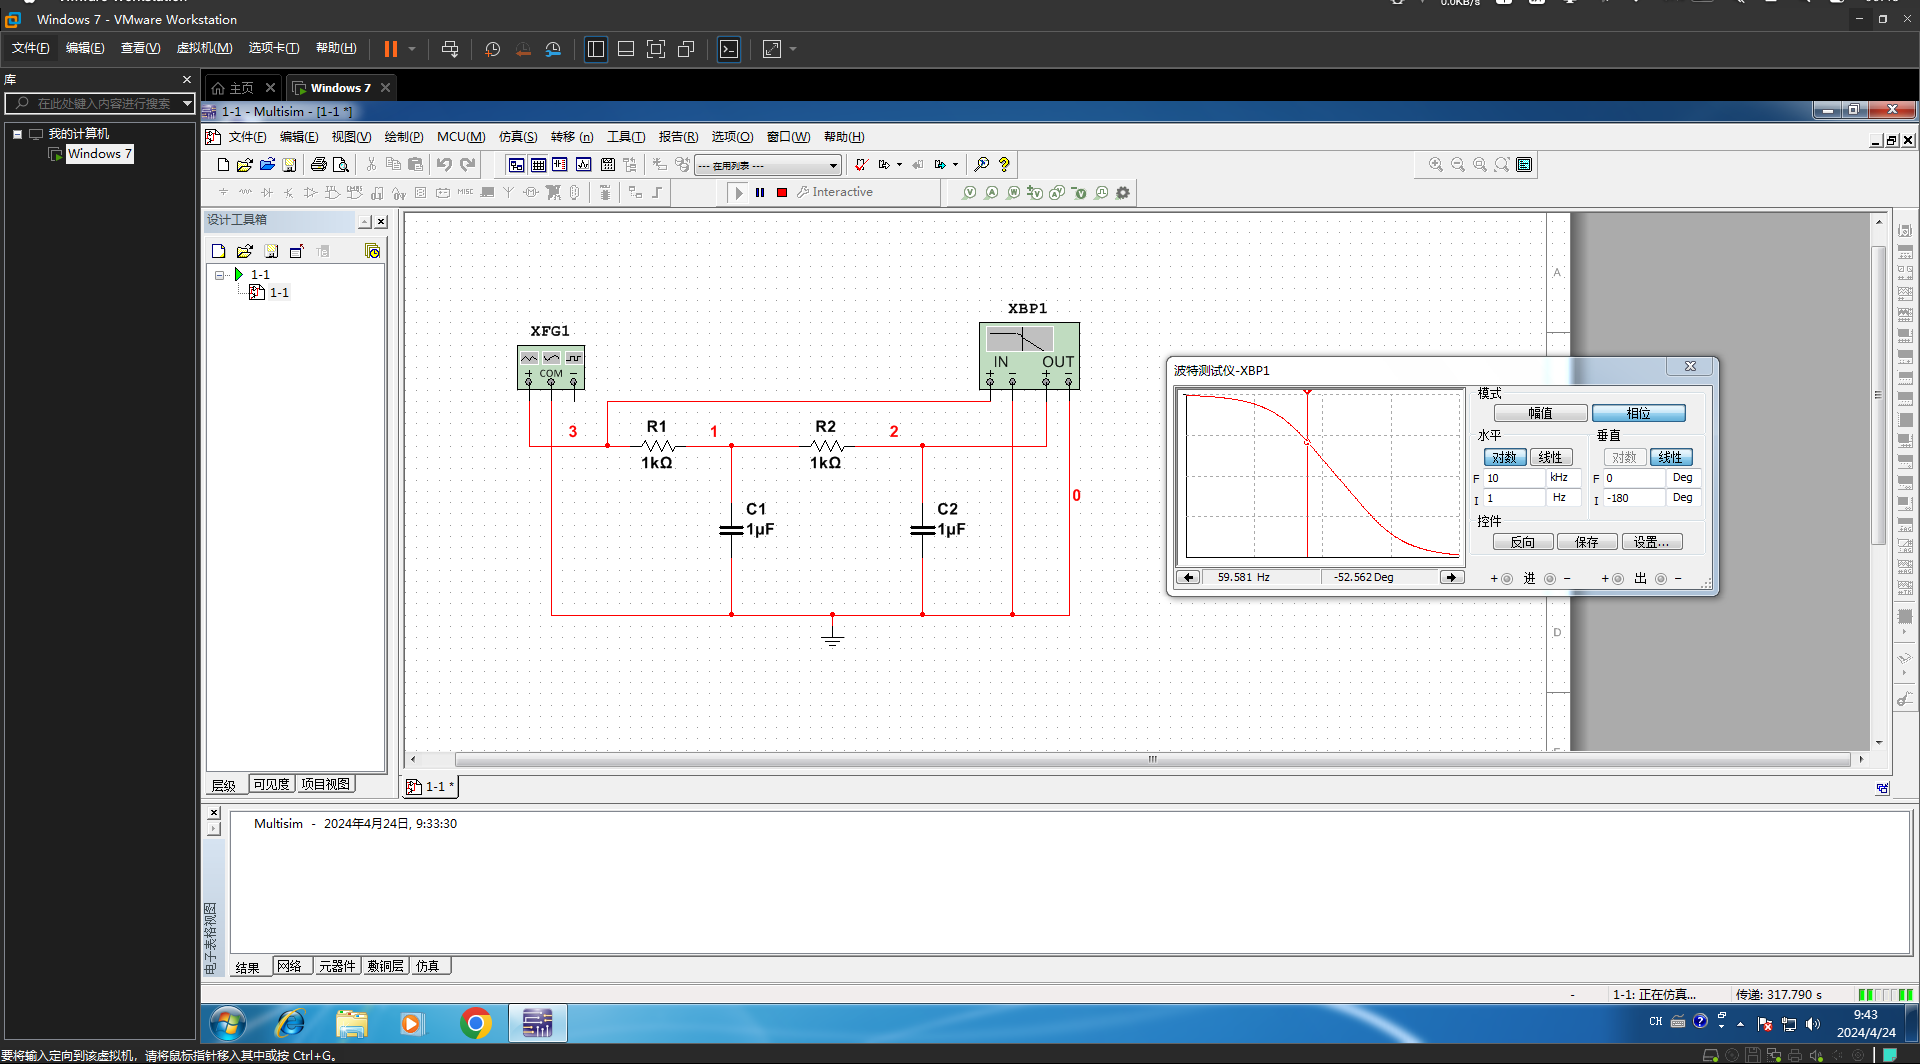 Windows 7 - VMware Workstation
文件(F) 编辑(E) 查看(V) 虚拟机(M) 选项卡(T) 帮助(H)
库
在此处键入内容进行搜索
我的计算机
Windows 7
主页 Windows 7
1-1 - Multisim - [1-1 *]
文件(F) 编辑(E) 视图(V) 绘制(P) MCU(M) 仿真(S) 转移 (n) 工具(T) 报告(R) 选项(O) 窗口(W) 帮助(H)
--- 在用列表 ---
MISC
Interactive
设计工具箱
1-1
1-1
层级 可见度 项目视图
A
D
XFG1
COM
XBP1
IN OUT
3
R1
1kΩ
1
R2
1kΩ
2
0
C1
1µF
C2
1µF
波特测试仪-XBP1
模式
幅值 相位
水平 垂直
对数 线性 对数 线性
F 10 kHz F 0 Deg
I 1 Hz I -180 Deg
控件
反向 保存 设置...
59.581 Hz -52.562 Deg
+ 进 - + 出 -
1-1 *
Multisim - 2024年4月24日, 9:33:30
电子表格视图
结果 网络 元器件 敷铜层 仿真
- 1-1: 正在仿真... 传递: 317.790 s
CH
9:43
2024/4/24
要将输入定向到该虚拟机，请将鼠标指针移入其中或按 Ctrl+G。